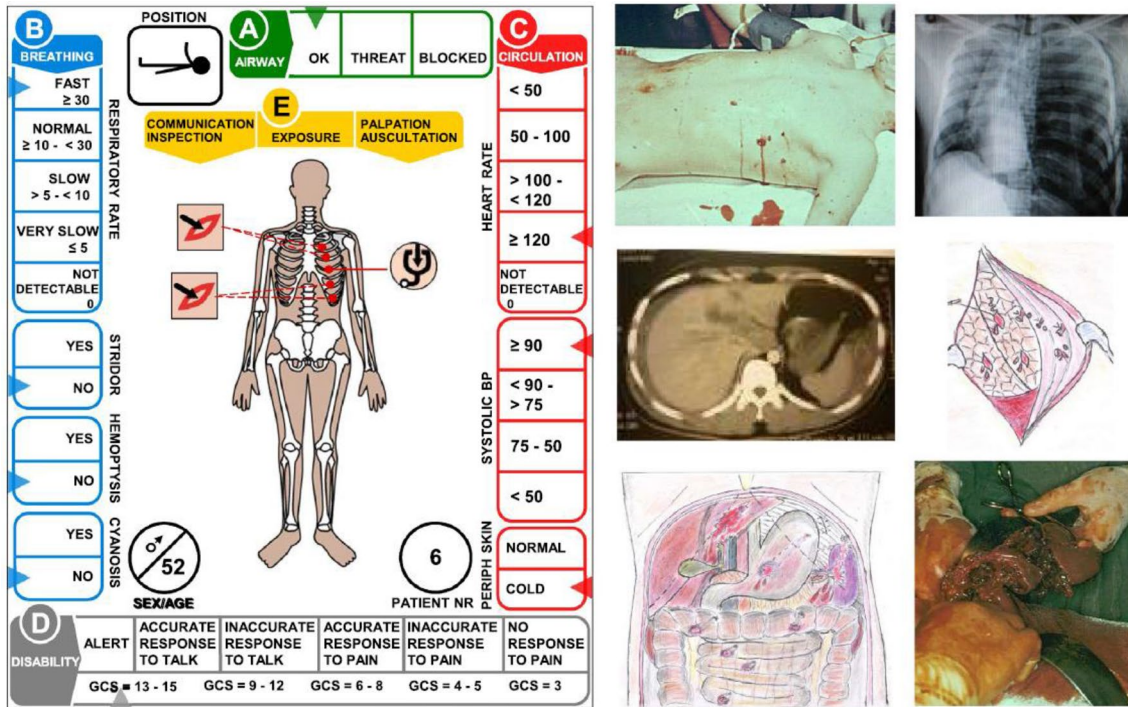 B
BREATHING
FAST
≥ 30
NORMAL
≥ 10 - < 30
SLOW
> 5 - < 10
VERY SLOW
≤ 5
NOT
DETECTABLE
0
RESPIRATORY RATE
YES
NO
STRIDOR
YES
NO
HEMOPTYSIS
YES
NO
CYANOSIS
POSITION
A
AIRWAY
OK
THREAT
BLOCKED
E
COMMUNICATION
INSPECTION
EXPOSURE
PALPATION
AUSCULTATION
♂
52
SEX/AGE
6
PATIENT NR
C
CIRCULATION
< 50
50 - 100
> 100 -
< 120
≥ 120
NOT
DETECTABLE
0
HEART RATE
≥ 90
< 90 -
> 75
75 - 50
< 50
SYSTOLIC BP
NORMAL
COLD
PERIPH SKIN
D
DISABILITY
ALERT
ACCURATE
RESPONSE
TO TALK
INACCURATE
RESPONSE
TO TALK
ACCURATE
RESPONSE
TO PAIN
INACCURATE
RESPONSE
TO PAIN
NO
RESPONSE
TO PAIN
GCS = 13 - 15
GCS = 9 - 12
GCS = 6 - 8
GCS = 4 - 5
GCS = 3